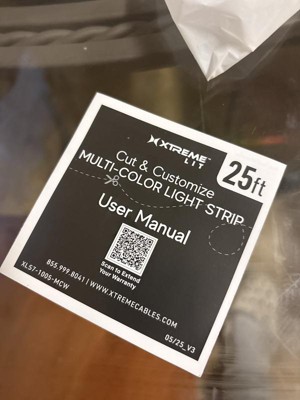 XTREME
LIT
25ft
Cut & Customize
MULTI-COLOR LIGHT STRIP
User Manual
Scan to Extend
Your Warranty
855.999.8041 | WWW.XTREMECABLES.COM
XLS7-1005-MCW
05/25_V3